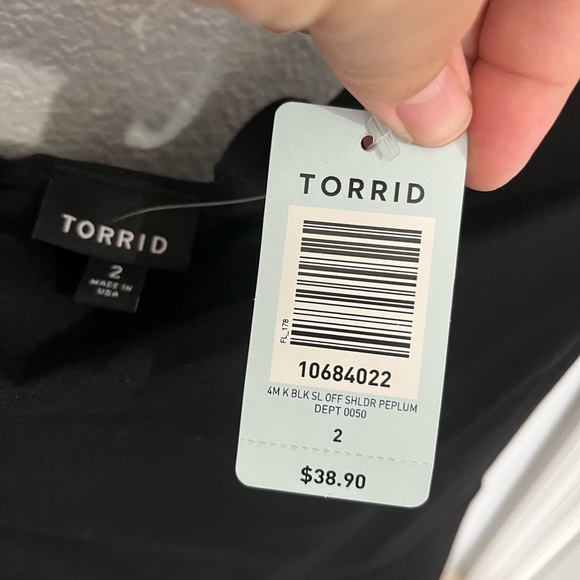 TORRID
2
MADE IN
USA
TORRID
FL_178
10684022
4M K BLK SL OFF SHLDR PEPLUM
DEPT 0050
2
$38.90